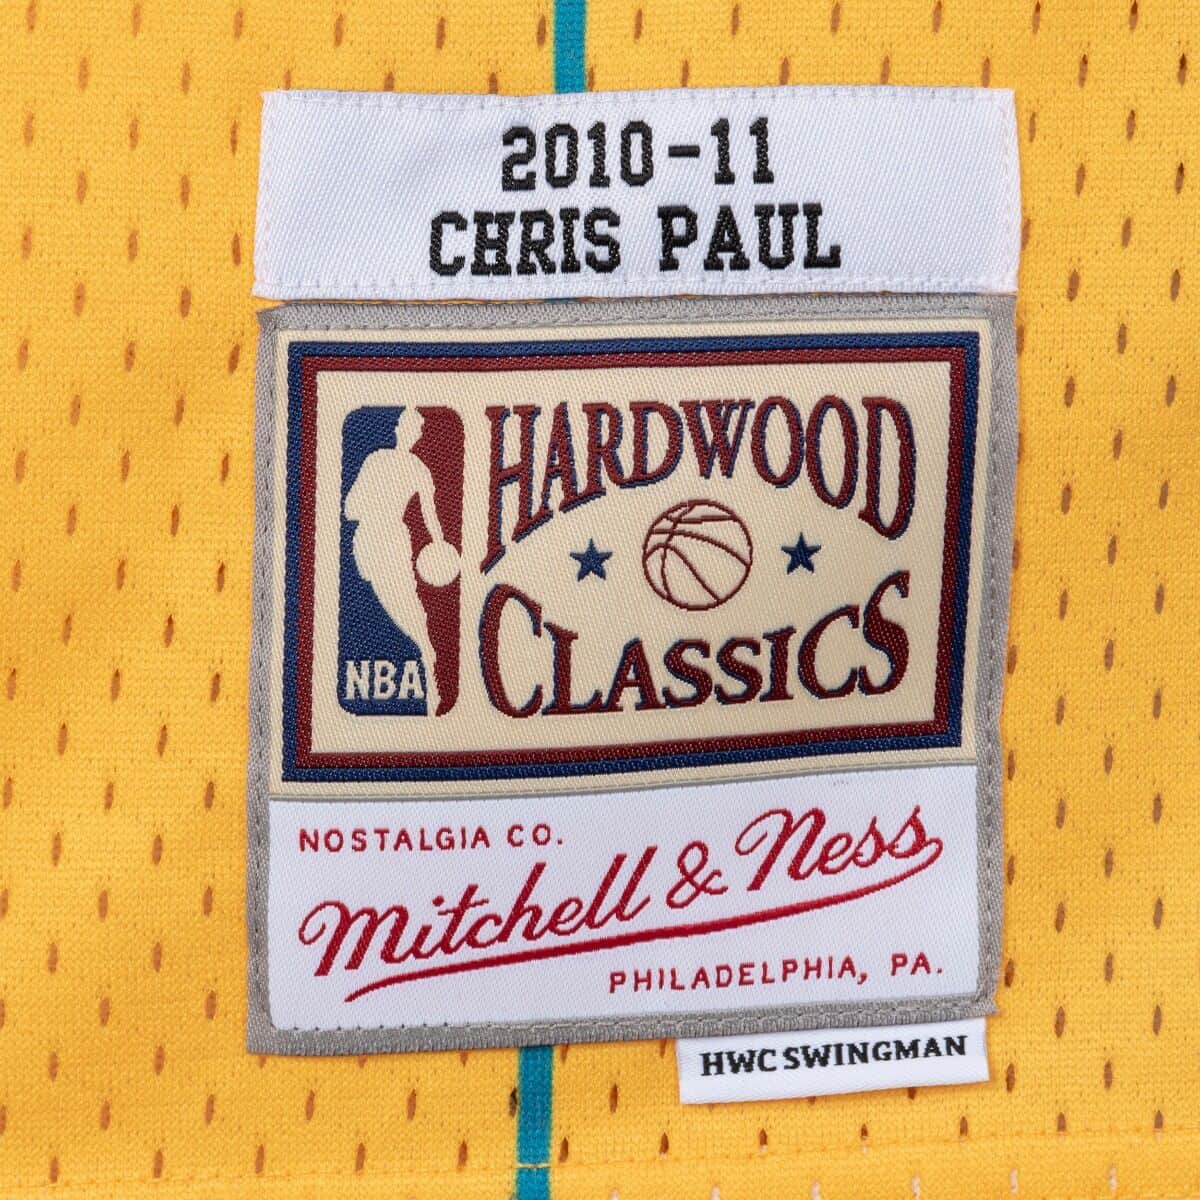 2010-11
CHRIS PAUL
HARDWOOD
CLASSICS
NBA
NOSTALGIA CO.
Mitchell & Ness
PHILADELPHIA, PA.
HWC SWINGMAN